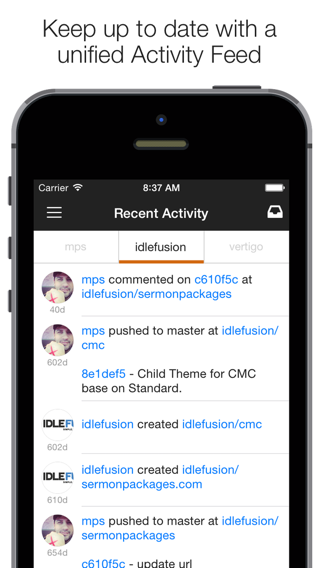 Keep up to date with a
unified Activity Feed
Carrier 8:37 AM
Recent Activity
mps idlefusion vertigo
mps commented on c610f5c at
idlefusion/sermonpackages
40d
mps pushed to master at idlefusion/
cmc
602d
8e1def5 - Child Theme for CMC
base on Standard.
IDLEFU
idlefusion created idlefusion/cmc
602d
IDLEFU
idlefusion created idlefusion/
sermonpackages.com
610d
mps pushed to master at idlefusion/
sermonpackages
654d
c610f5c - update url